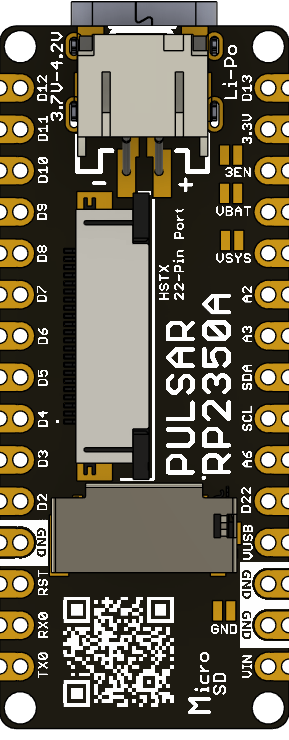 3.7V-4.2V
Li-Po
- +
D12
D11
D10
D9
D8
D7
D6
D5
D4
D3
D2
GND
RST
RX0
TX0
D13
3.3V
3EN
VBAT
VSYS
A2
A3
SDA
SCL
A6
D22
VUSB
GND
GND
VIN
HSTX
22-Pin Port
PULSAR
RP2350A
GND
Micro
SD